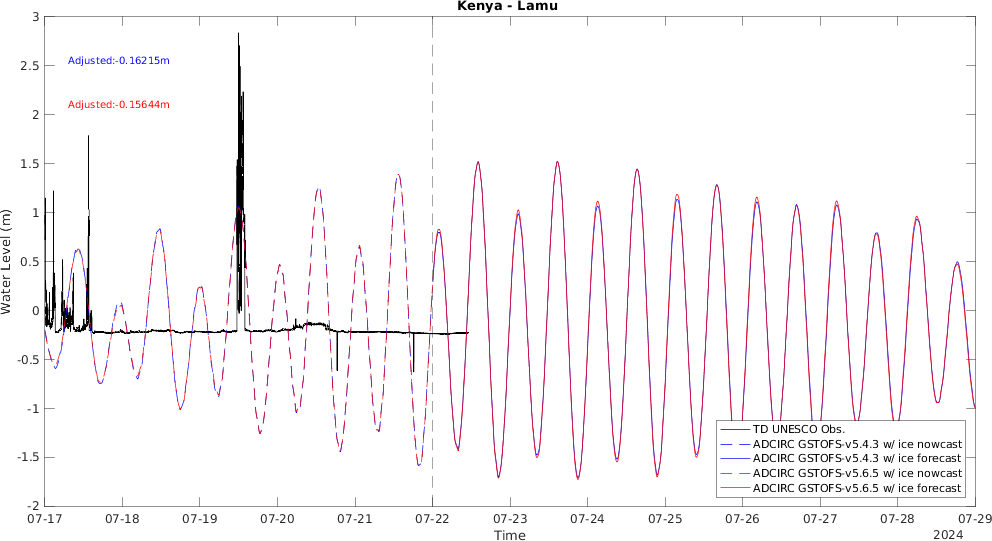 Kenya - Lamu
Adjusted:-0.16215m
Adjusted:-0.15644m
Water Level (m)
3
2.5
2
1.5
1
0.5
0
-0.5
-1
-1.5
-2
TD UNESCO Obs.
ADCIRC GSTOFS-v5.4.3 w/ ice nowcast
ADCIRC GSTOFS-v5.4.3 w/ ice forecast
ADCIRC GSTOFS-v5.6.5 w/ ice nowcast
ADCIRC GSTOFS-v5.6.5 w/ ice forecast
07-17 07-18 07-19 07-20 07-21 07-22 07-23 07-24 07-25 07-26 07-27 07-28 07-29
Time
2024